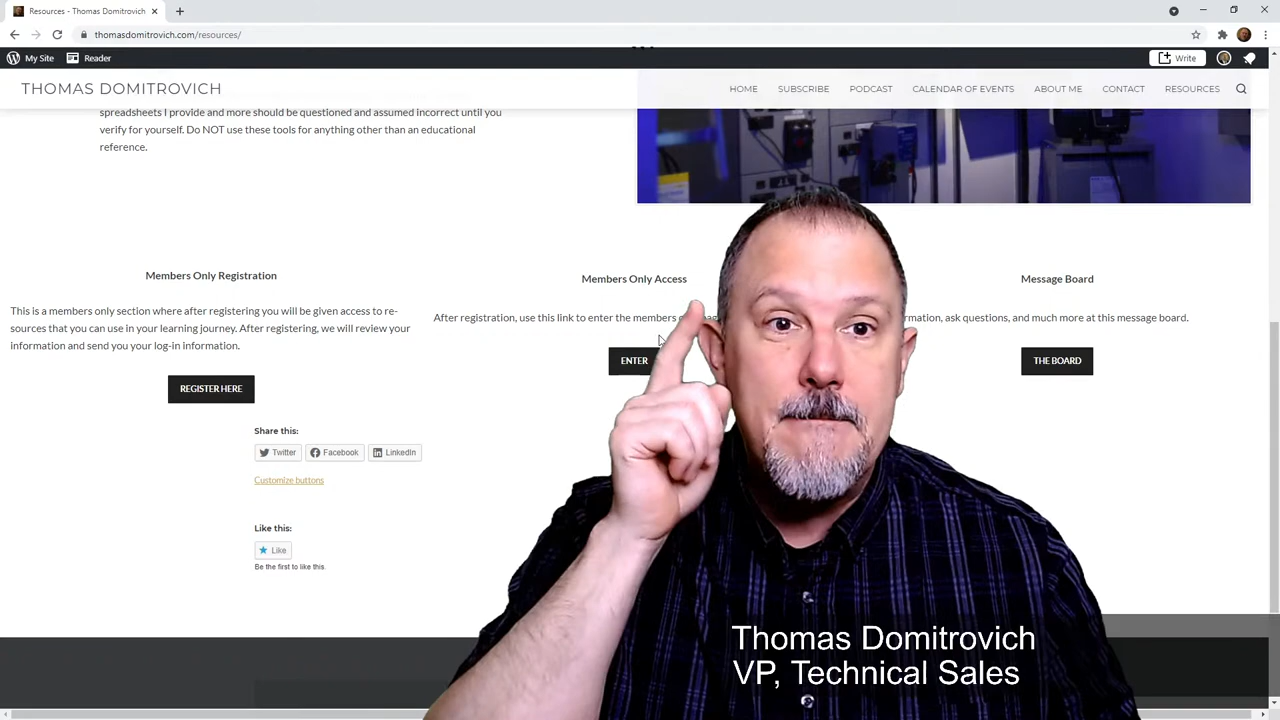 Resources - Thomas Domitrovich
thomasdomitrovich.com/resources/
My Site
Reader
Write
THOMAS DOMITROVICH
HOME
SUBSCRIBE
PODCAST
CALENDAR OF EVENTS
ABOUT ME
CONTACT
RESOURCES
spreadsheets I provide and more should be questioned and assumed incorrect until you
verify for yourself. Do NOT use these tools for anything other than an educational
reference.
Members Only Registration
This is a members only section where after registering you will be given access to re-
sources that you can use in your learning journey. After registering, we will review your
information and send you your log-in information.
REGISTER HERE
Members Only Access
After registration, use this link to enter the members
ENTER
Message Board
ask questions, and much more at this message board.
THE BOARD
Share this:
Twitter
Facebook
LinkedIn
Customize buttons
Like this:
Like
Be the first to like this.
Thomas Domitrovich
VP, Technical Sales